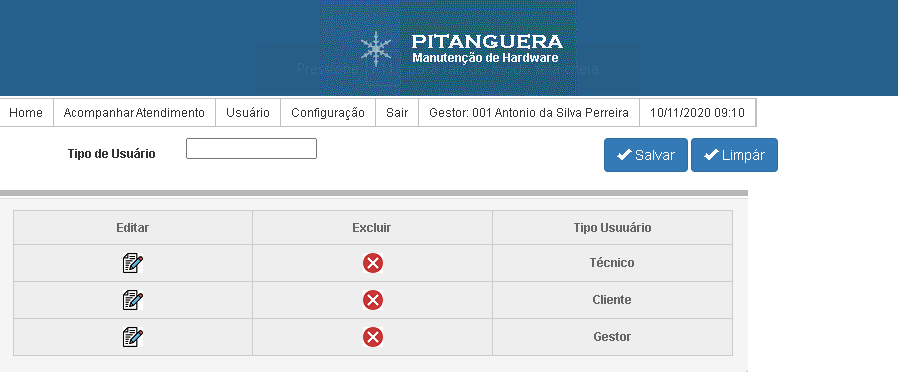 PITANGUERA
Manutenção de Hardware
Home Acompanhar Atendimento Usuário Configuração Sair Gestor: 001 Antonio da Silva Perreira 10/11/2020 09:10
Tipo de Usuário Salvar Limpár
Editar Excluir Tipo Usuuário
Técnico
Cliente
Gestor